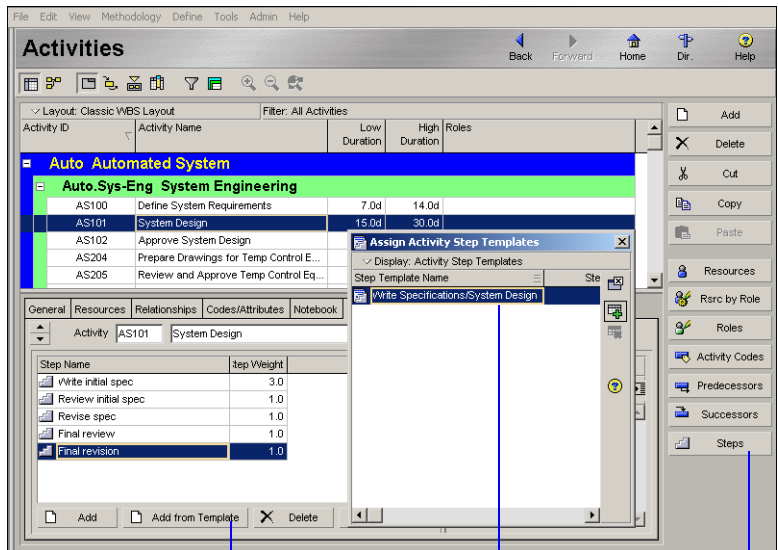 File Edit View Methodology Define Tools Admin Help
Activities
Back Forward Home Dir. Help
Layout: Classic WBS Layout Filter: All Activities
Activity ID Activity Name Low Duration High Duration Roles
Auto Automated System
Auto.Sys-Eng System Engineering
AS100 Define System Requirements 7.0d 14.0d
AS101 System Design 15.0d 30.0d
AS102 Approve System Design
AS204 Prepare Drawings for Temp Control E...
AS205 Review and Approve Temp Control Eq...
Assign Activity Step Templates
Display: Activity Step Templates
Step Template Name Ste
Write Specifications/System Design
General Resources Relationships Codes/Attributes Notebook
Activity AS101 System Design
Step Name Step Weight
Write initial spec 3.0
Review initial spec 1.0
Revise spec 1.0
Final review 1.0
Final revision 1.0
Add Add from Template Delete
Add
Delete
Cut
Copy
Paste
Resources
Rsrc by Role
Roles
Activity Codes
Predecessors
Successors
Steps